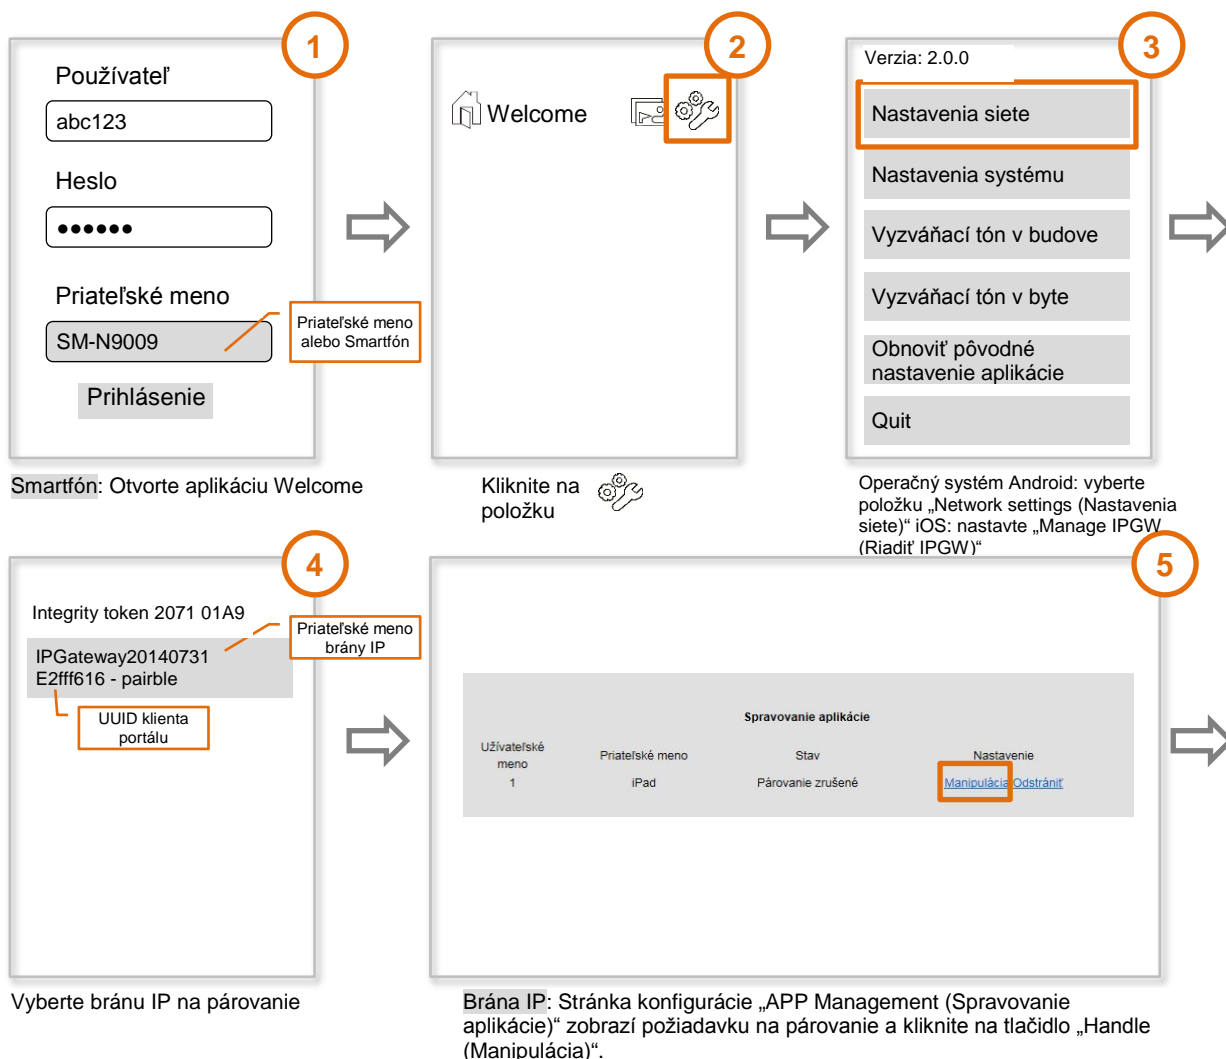 1
Používateľ
abc123
Heslo
●●●●●●
Priateľské meno
SM-N9009
Priateľské meno
alebo Smartfón
Prihlásenie
Smartfón: Otvorte aplikáciu Welcome
2
Welcome
Kliknite na
položku
3
Verzia: 2.0.0
Nastavenia siete
Nastavenia systému
Vyzváňací tón v budove
Vyzváňací tón v byte
Obnoviť pôvodné
nastavenie aplikácie
Quit
Operačný systém Android: vyberte
položku „Network settings (Nastavenia
siete)“ iOS: nastavte „Manage IPGW
(Riadiť IPGW)“
4
Integrity token 2071 01A9
Priateľské meno
brány IP
IPGateway20140731
E2fff616 - pairble
UUID klienta
portálu
Vyberte bránu IP na párovanie
5
Spravovanie aplikácie
Užívateľské
meno
Priateľské meno
Stav
Nastavenie
1
iPad
Párovanie zrušené
Manipulácia Odstrániť
Brána IP: Stránka konfigurácie „APP Management (Spravovanie
aplikácie)“ zobrazí požiadavku na párovanie a kliknite na tlačidlo „Handle
(Manipulácia)“.